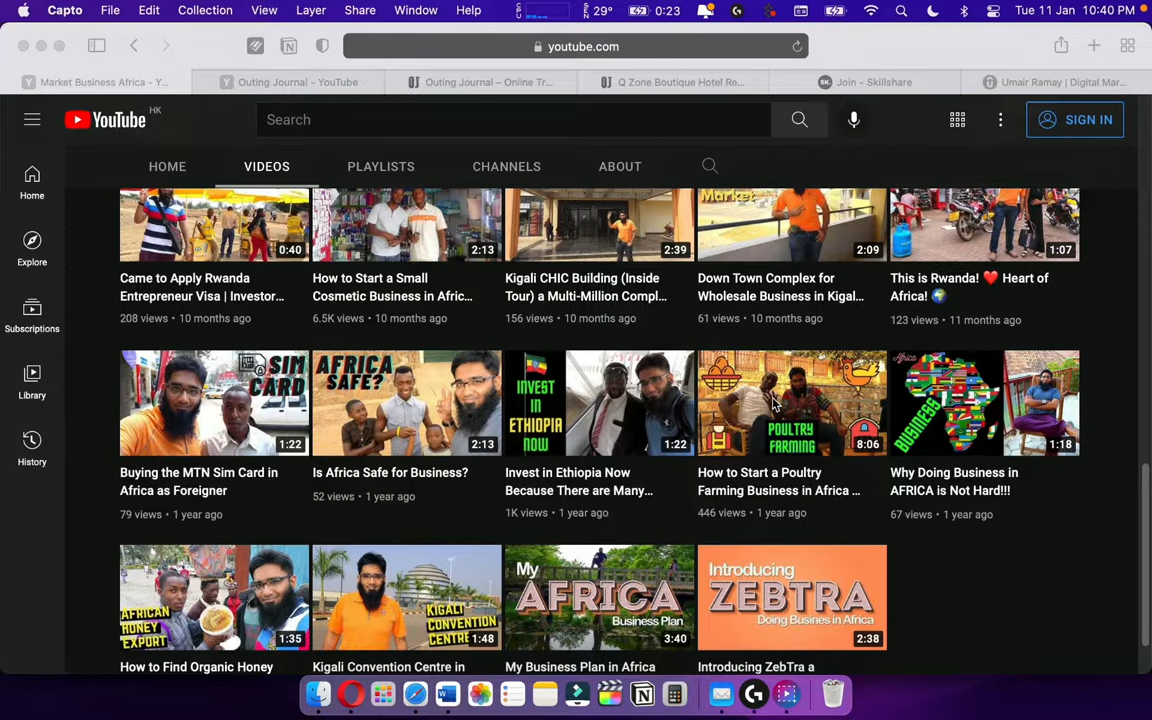 Capto File Edit Collection View Layer Share Window Help 29° 0:23 Tue 11 Jan 10:40 PM
youtube.com
Market Business Africa - Y... Outing Journal - YouTube Outing Journal – Online Tr... Q Zone Boutique Hotel Re... Join - Skillshare Umair Ramay | Digital Mar...
YouTube HK Search SIGN IN
HOME VIDEOS PLAYLISTS CHANNELS ABOUT
Home
Explore
Subscriptions
Library
History
Market
0:40 2:13 2:39 2:09 1:07
Came to Apply Rwanda
Entrepreneur Visa | Investor...
208 views • 10 months ago
How to Start a Small
Cosmetic Business in Afric...
6.5K views • 10 months ago
Kigali CHIC Building (Inside
Tour) a Multi-Million Compl...
156 views • 10 months ago
Down Town Complex for
Wholesale Business in Kigal...
61 views • 10 months ago
This is Rwanda! ❤️ Heart of
Africa! 🌍
123 views • 11 months ago
SIM
CARD
1:22
Buying the MTN Sim Card in
Africa as Foreigner
79 views • 1 year ago
AFRICA
SAFE?
2:13
Is Africa Safe for Business?
52 views • 1 year ago
INVEST
IN
ETHIOPIA
NOW
1:22
Invest in Ethiopia Now
Because There are Many...
1K views • 1 year ago
POULTRY
FARMING
8:06
How to Start a Poultry
Farming Business in Africa ...
446 views • 1 year ago
Africa
BUSINESS
1:18
Why Doing Business in
AFRICA is Not Hard!!!
67 views • 1 year ago
AFRICAN
HONEY
EXPORT
1:35
How to Find Organic Honey
KIGALI
CONVENTION
CENTRE
1:48
Kigali Convention Centre in
My
AFRICA
Business Plan
3:40
My Business Plan in Africa
Introducing
ZEBTRA
Doing Busines in Africa
2:38
Introducing ZebTra a